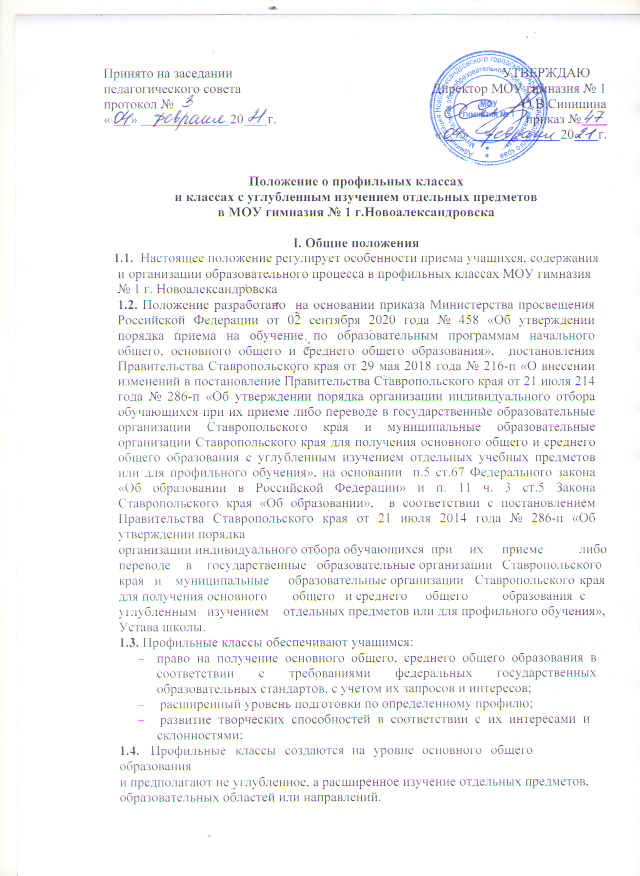 Принято на заседании
педагогического совета
протокол № 3
« 04 » февраля 2021 г.
УТВЕРЖДАЮ
Директор МОУ гимназия № 1
О.В.Синицина
приказ № 47
« 04 » февраля 2021 г.
МОУ
гимназия № 1
Положение о профильных классах
и классах с углубленным изучением отдельных предметов
в МОУ гимназия № 1 г.Новоалександровска
I. Общие положения
1.1. Настоящее положение регулирует особенности приема учащихся, содержания
и организации образовательного процесса в профильных классах МОУ гимназия
№ 1 г. Новоалександровска
1.2. Положение разработано на основании приказа Министерства просвещения
Российской Федерации от 02 сентября 2020 года № 458 «Об утверждении
порядка приема на обучение по образовательным программам начального
общего, основного общего и среднего общего образования», постановления
Правительства Ставропольского края от 29 мая 2018 года № 216-п «О внесении
изменений в постановление Правительства Ставропольского края от 21 июля 214
года № 286-п «Об утверждении порядка организации индивидуального отбора
обучающихся при их приеме либо переводе в государственные образовательные
организации Ставропольского края и муниципальные образовательные
организации Ставропольского края для получения основного общего и среднего
общего образования с углубленным изучением отдельных учебных предметов
или для профильного обучения», на основании п.5 ст.67 Федерального закона
«Об образовании в Российской Федерации» и п. 11 ч. 3 ст.5 Закона
Ставропольского края «Об образовании», в соответствии с постановлением
Правительства Ставропольского края от 21 июля 2014 года № 286-п «Об
утверждении порядка
организации индивидуального отбора обучающихся при их приеме либо
переводе в государственные образовательные организации Ставропольского
края и муниципальные образовательные организации Ставропольского края
для получения основного общего и среднего общего образования с
углубленным изучением отдельных предметов или для профильного обучения»,
Устава школы.
1.3. Профильные классы обеспечивают учащимся:
– право на получение основного общего, среднего общего образования в
соответствии с требованиями федеральных государственных
образовательных стандартов, с учетом их запросов и интересов;
– расширенный уровень подготовки по определенному профилю;
– развитие творческих способностей в соответствии с их интересами и
склонностями;
1.4. Профильные классы создаются на уровне основного общего
образования
и предполагают не углубленное, а расширенное изучение отдельных предметов,
образовательных областей или направлений.